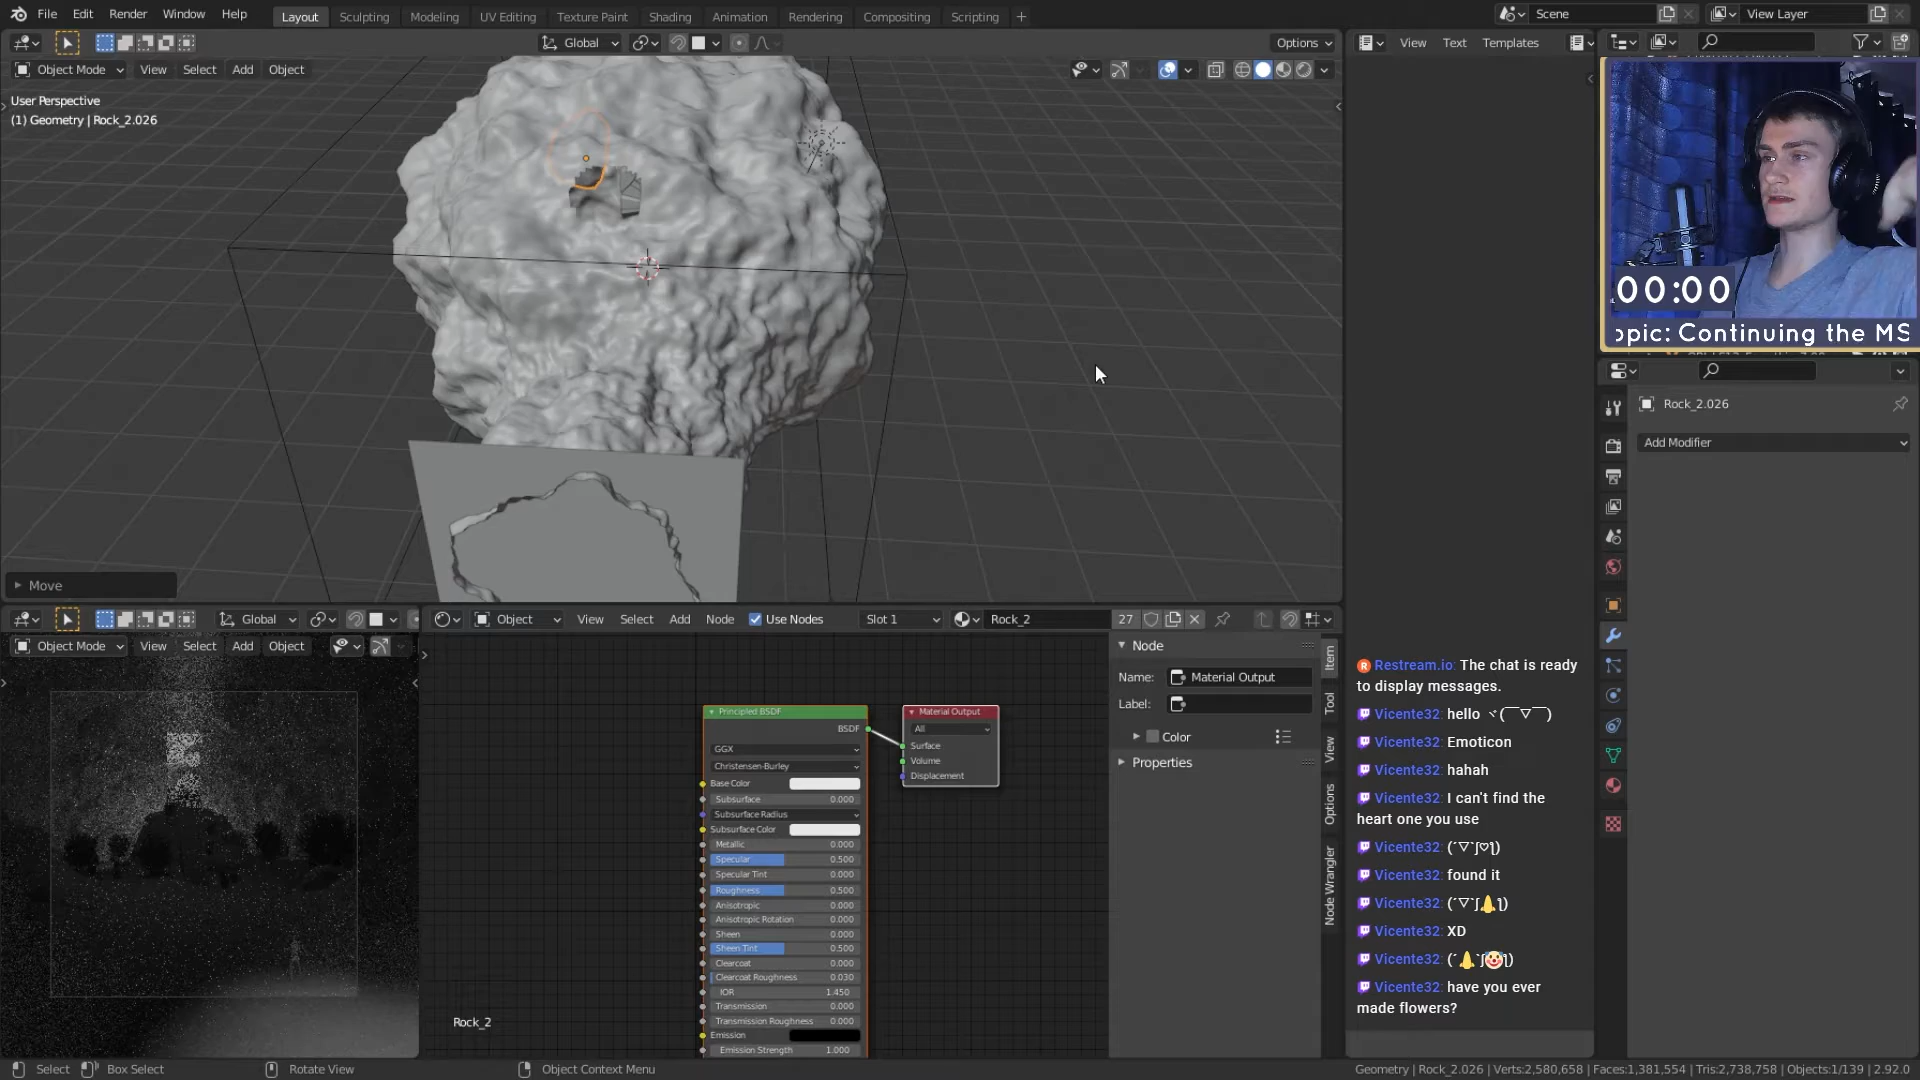 File Edit Render Window Help Layout Sculpting Modeling UV Editing Texture Paint Shading Animation Rendering Compositing Scripting + Scene View Layer
Global Options View Text Templates
Object Mode View Select Add Object
User Perspective
(1) Geometry | Rock_2.026
00:00
opic: Continuing the MS
Rock_2.026
Add Modifier
Move
Global Object View Select Add Node Use Nodes Slot 1 Rock_2 27
Object Mode View Select Add Object
Node
Name: Material Output
Label:
Color
Properties
Item
Tool
View
Options
Node Wrangler
Principled BSDF
BSDF
GGX
Christensen-Burley
Base Color
Subsurface 0.000
Subsurface Radius
Subsurface Color
Metallic 0.000
Specular 0.500
Specular Tint 0.000
Roughness 0.500
Anisotropic 0.000
Anisotropic Rotation 0.000
Sheen 0.000
Sheen Tint 0.500
Clearcoat 0.000
Clearcoat Roughness 0.030
IOR 1.450
Transmission 0.000
Transmission Roughness 0.000
Emission
Emission Strength 1.000
Material Output
All
Surface
Volume
Displacement
Rock_2
Restream.io: The chat is ready
to display messages.
Vicente32: hello ヾ(￣▽￣)
Vicente32: Emoticon
Vicente32: hahah
Vicente32: I can't find the
heart one you use
Vicente32: (´▽`ʃ♡ƪ)
Vicente32: found it
Vicente32: (´▽`ʃ👃ƪ)
Vicente32: XD
Vicente32: (´👃`ʃ🤡ƪ)
Vicente32: have you ever
made flowers?
Select Box Select Rotate View Object Context Menu Geometry | Rock_2.026 | Verts:2,580,658 | Faces:1,381,554 | Tris:2,738,758 | Objects:1/139 | 2.92.0